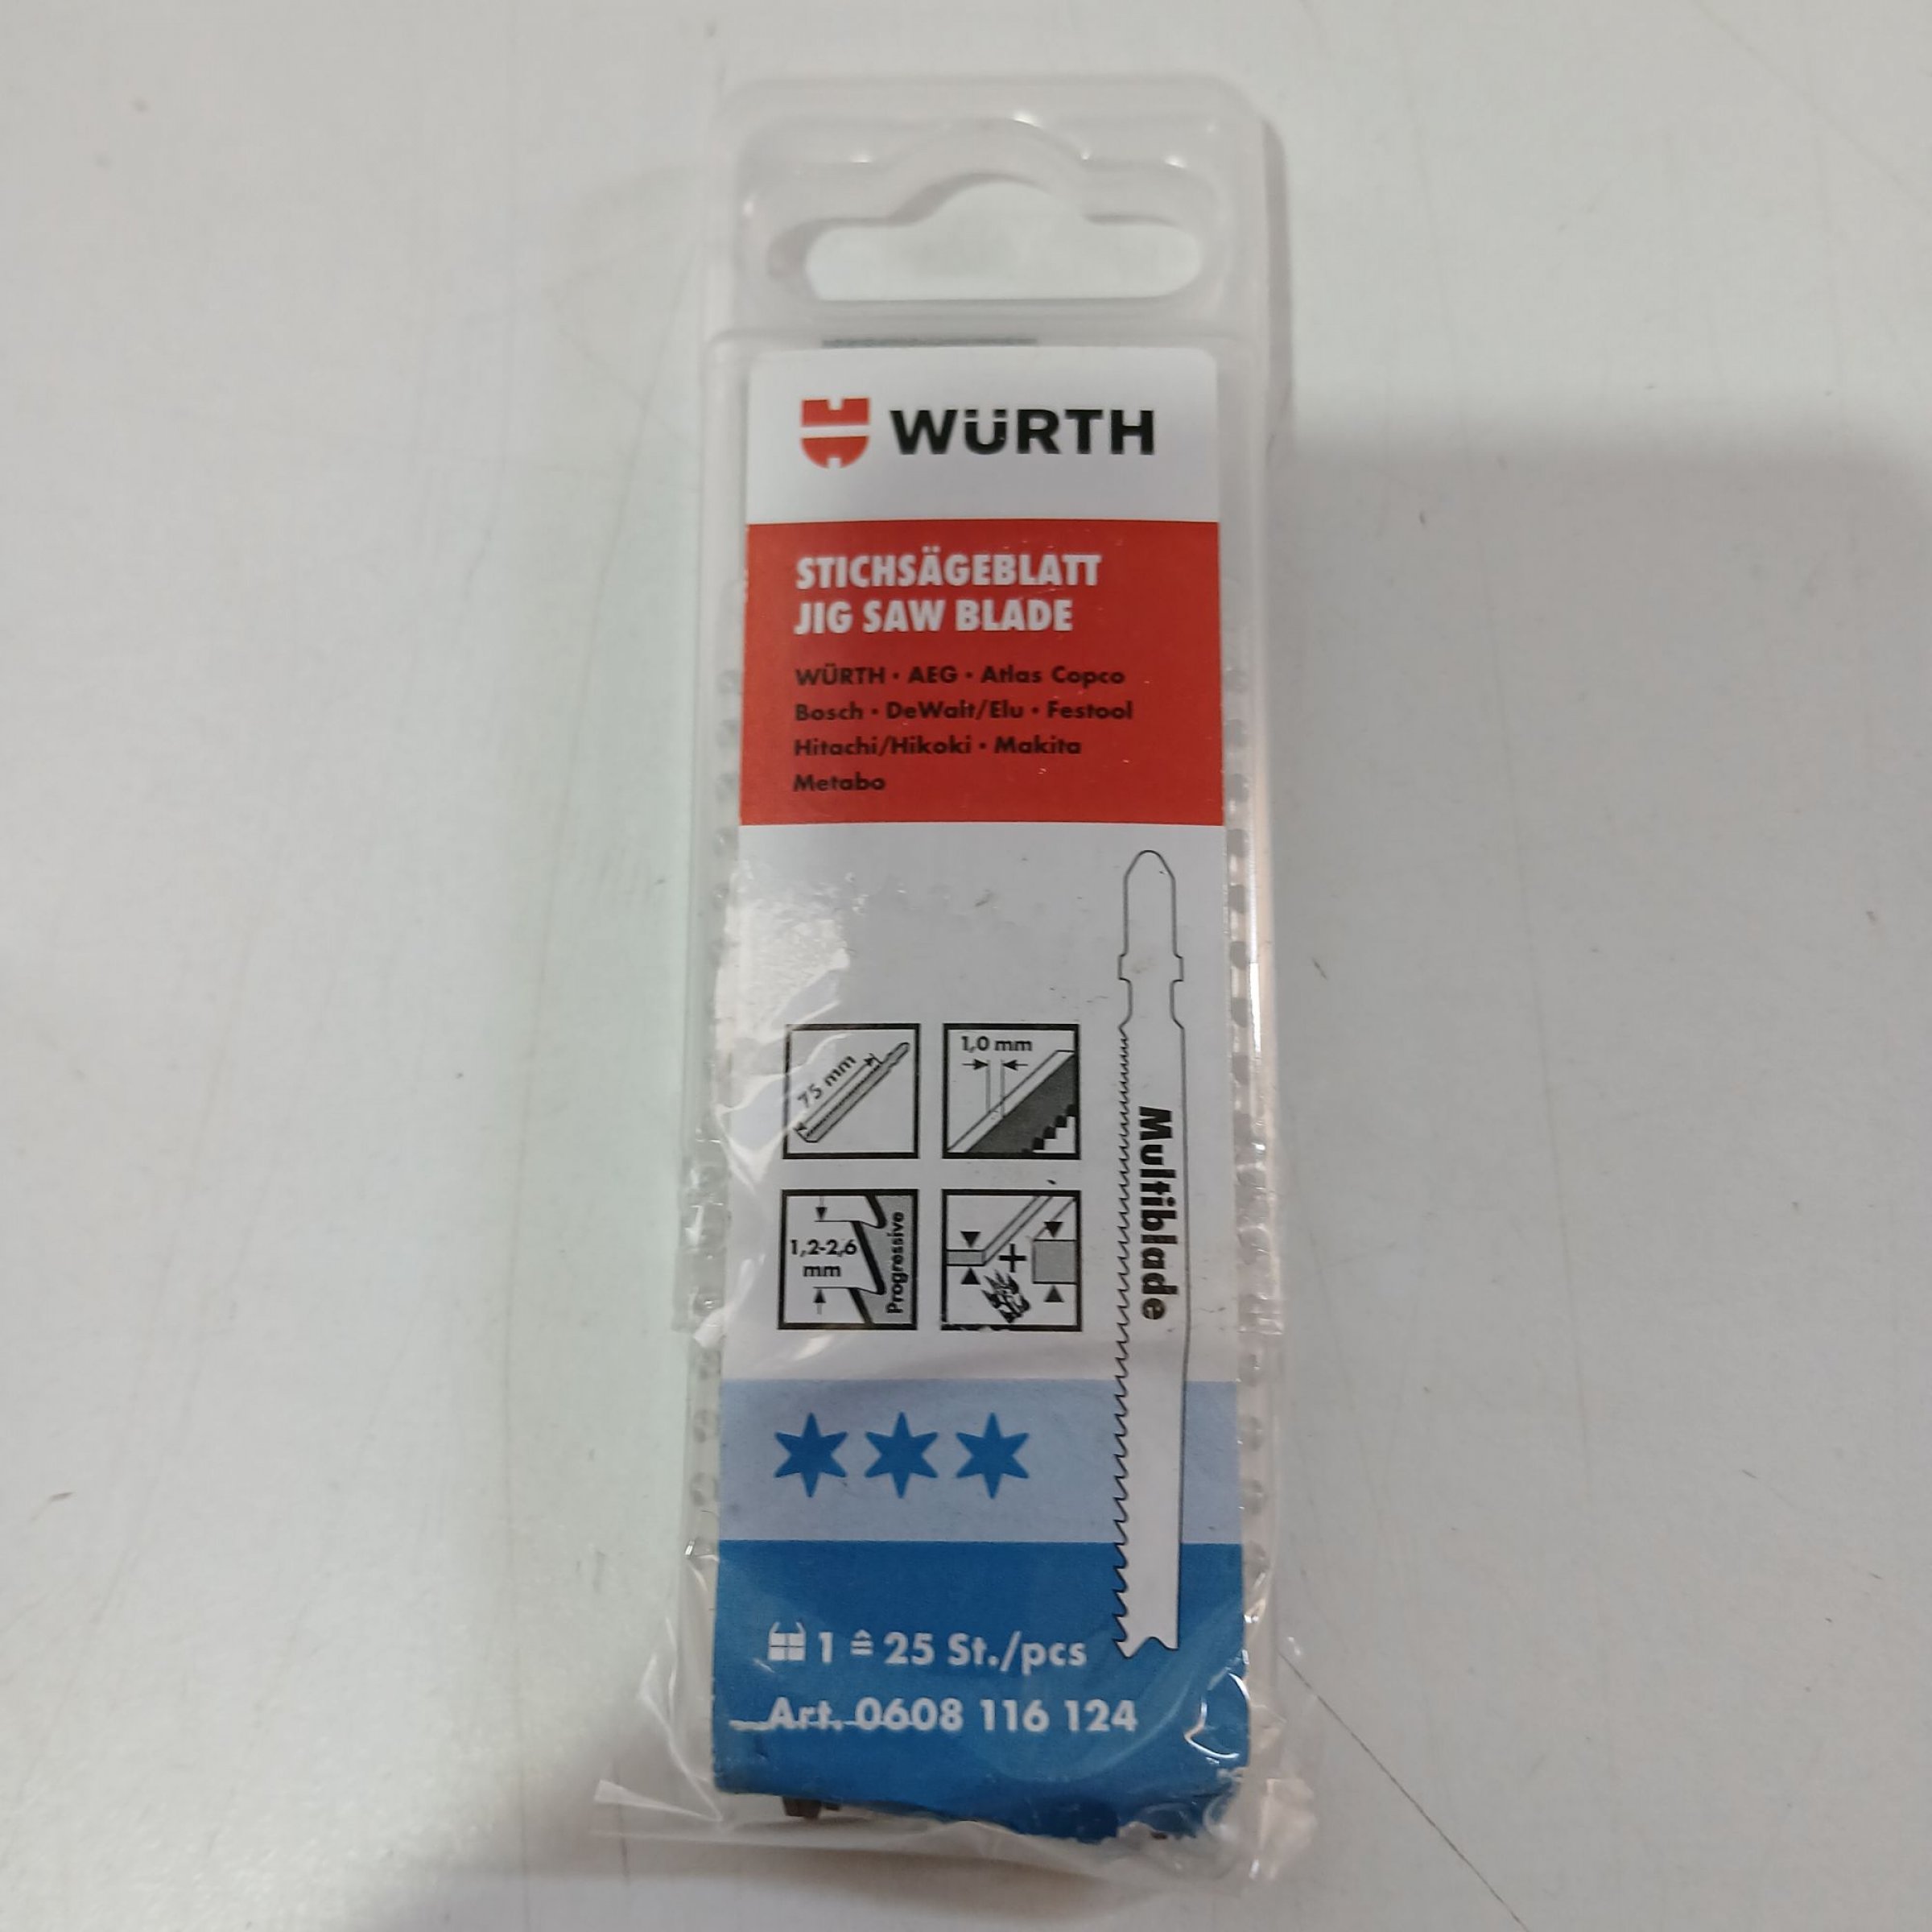 WÜRTH
STICHSÄGEBLATT
JIG SAW BLADE
WÜRTH · AEG · Atlas Copco
Bosch · DeWalt/Elu · Festool
Hitachi/Hikoki · Makita
Metabo
75 mm
1,0 mm
1,2-2,6
mm
Progressive
+
Multiblade
1 ≙ 25 St./pcs
Art. 0608 116 124